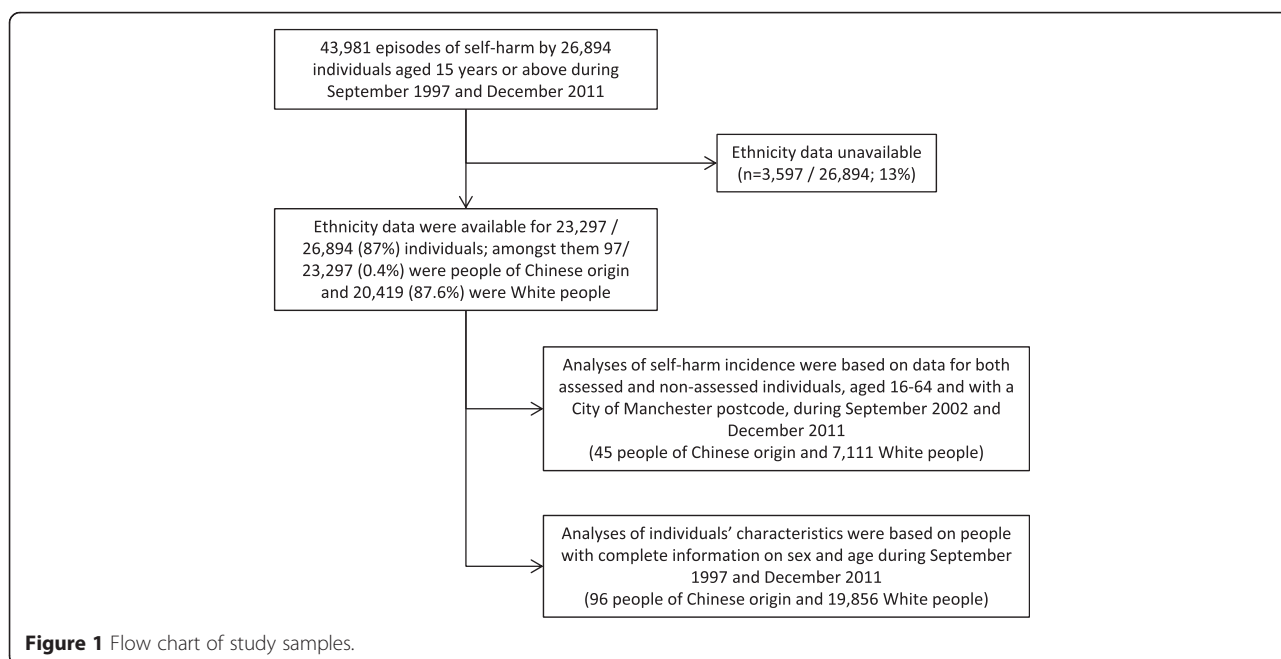 43,981 episodes of self-harm by 26,894
individuals aged 15 years or above during
September 1997 and December 2011
Ethnicity data unavailable
(n=3,597 / 26,894; 13%)
Ethnicity data were available for 23,297 /
26,894 (87%) individuals; amongst them 97/
23,297 (0.4%) were people of Chinese origin
and 20,419 (87.6%) were White people
Analyses of self-harm incidence were based on data for both
assessed and non-assessed individuals, aged 16-64 and with a
City of Manchester postcode, during September 2002 and
December 2011
(45 people of Chinese origin and 7,111 White people)
Analyses of individuals’ characteristics were based on people
with complete information on sex and age during September
1997 and December 2011
(96 people of Chinese origin and 19,856 White people)
Figure 1 Flow chart of study samples.